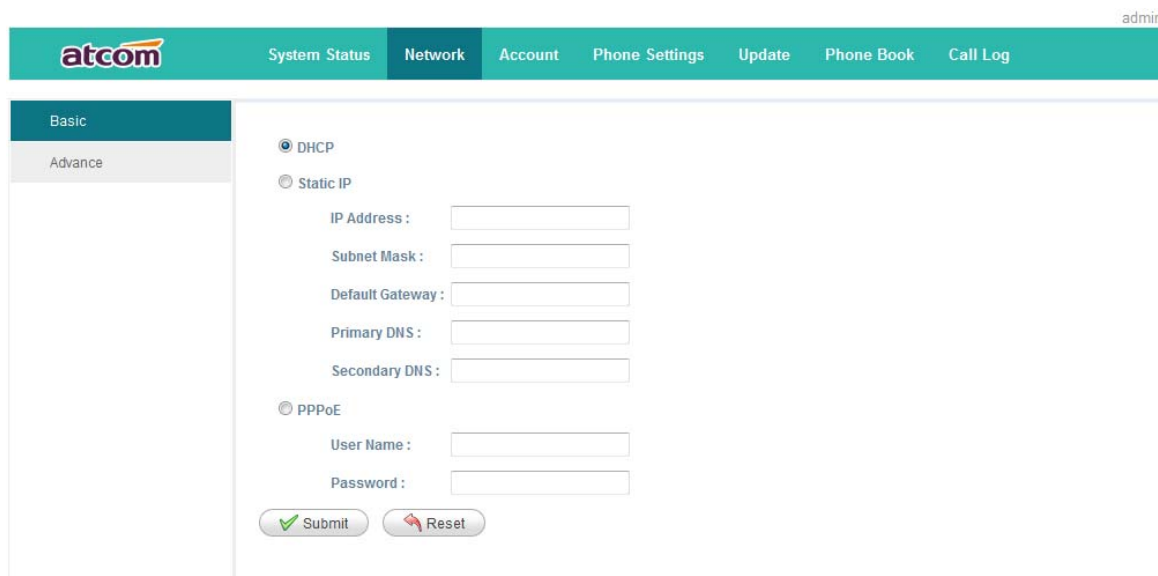 admin
atcom System Status Network Account Phone Settings Update Phone Book Call Log
Basic
Advance
DHCP
Static IP
IP Address :
Subnet Mask :
Default Gateway :
Primary DNS :
Secondary DNS :
PPPoE
User Name :
Password :
Submit Reset